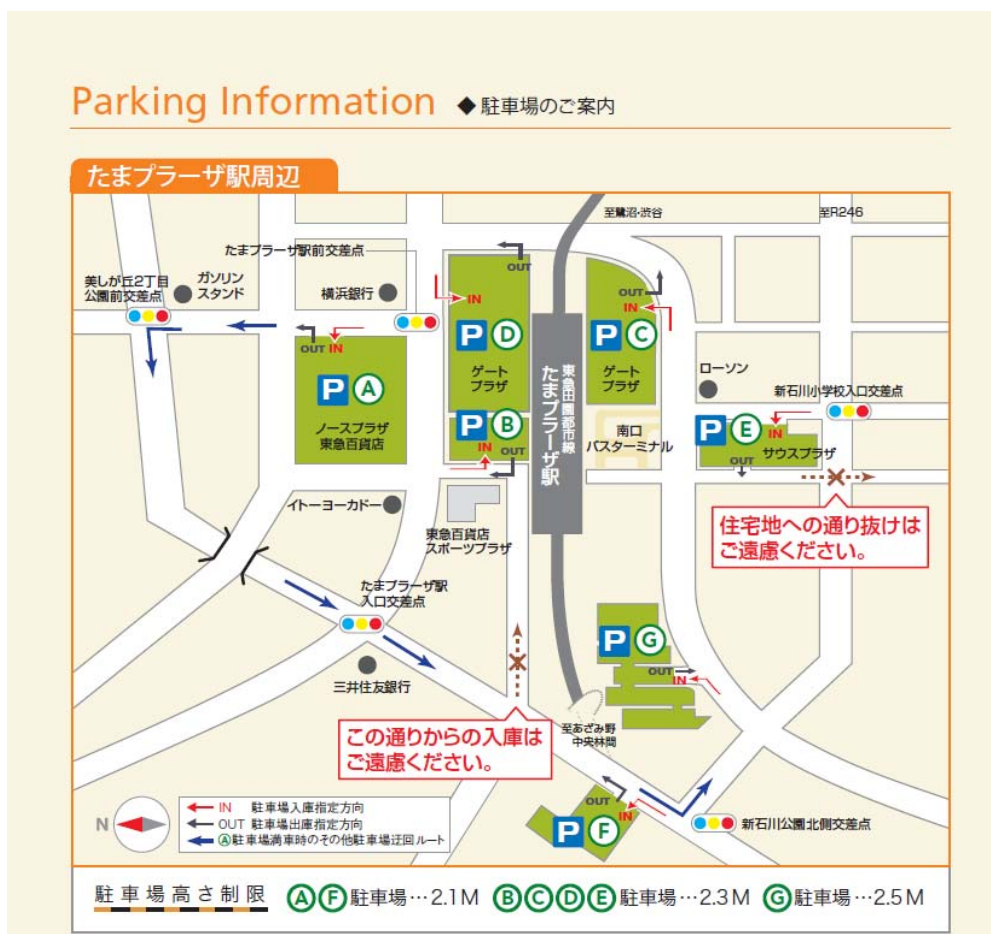 Parking Information ◆駐車場のご案内
たまプラーザ駅周辺
至鷺沼・渋谷
至R246
たまプラーザ駅前交差点
美しが丘2丁目
公園前交差点
ガソリン
スタンド
横浜銀行
OUT
IN
OUT
IN
OUT IN
P D
P C
ゲート
プラザ
ゲート
プラザ
P A
ノースプラザ
東急百貨店
東急田園都市線
たまプラーザ駅
ローソン
新石川小学校入口交差点
P B
IN
OUT
南口
バスターミナル
P E
IN
OUT
サウスプラザ
イトーヨーカドー
東急百貨店
スポーツプラザ
住宅地への通り抜けは
ご遠慮ください。
たまプラーザ駅
入口交差点
P G
OUT
IN
三井住友銀行
この通りからの入庫は
ご遠慮ください。
至あざみ野
中央林間
OUT
IN
P F
新石川公園北側交差点
N
IN 駐車場入庫指定方向
OUT 駐車場出庫指定方向
A駐車場満車時のその他駐車場迂回ルート
駐車場高さ制限 A F 駐車場…2.1M B C D E 駐車場…2.3M G 駐車場…2.5M